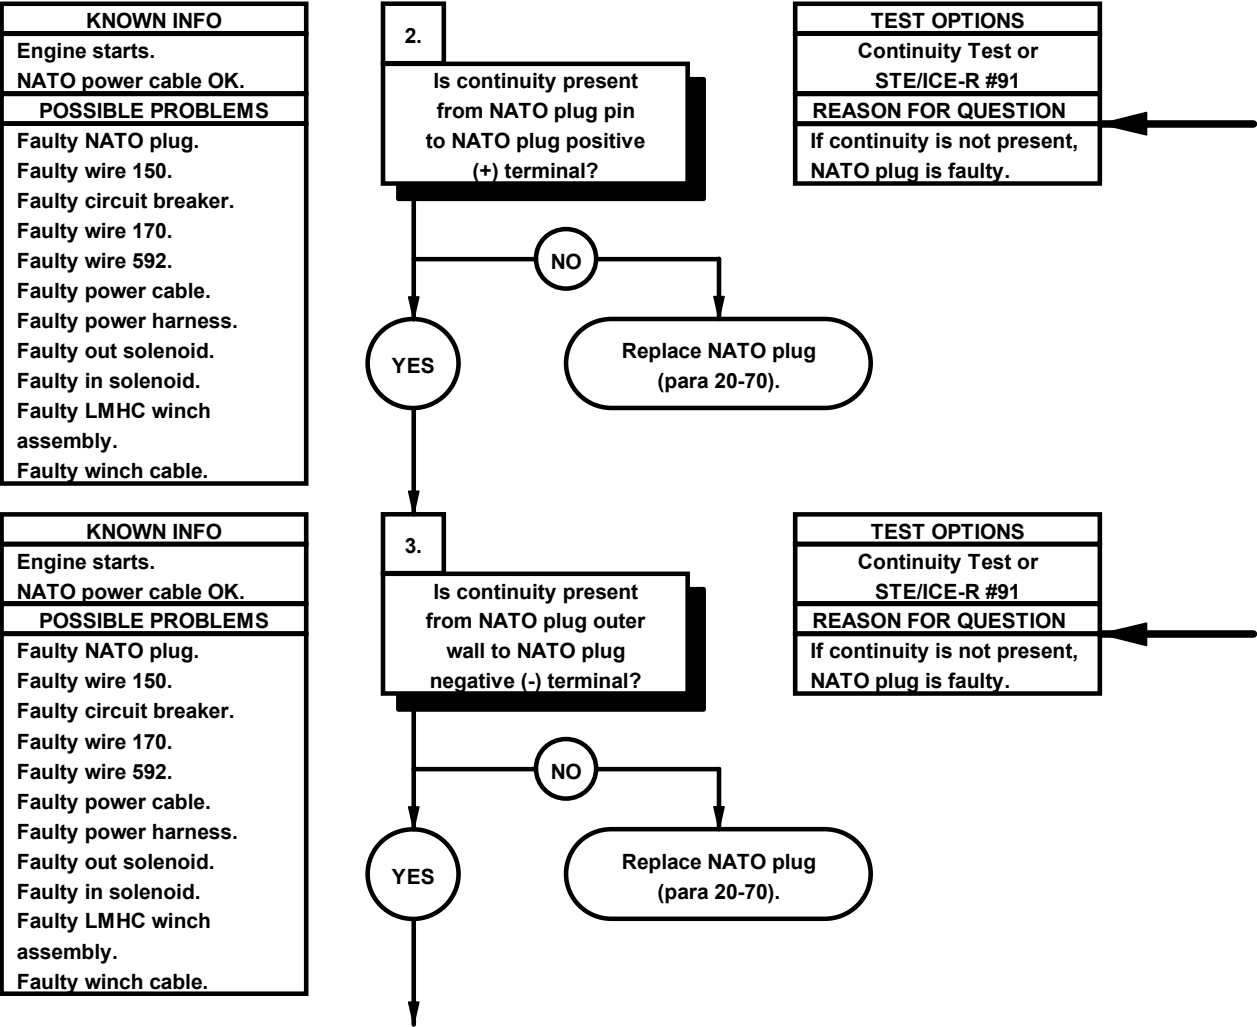 KNOWN INFO
Engine starts.
NATO power cable OK.
POSSIBLE PROBLEMS
Faulty NATO plug.
Faulty wire 150.
Faulty circuit breaker.
Faulty wire 170.
Faulty wire 592.
Faulty power cable.
Faulty power harness.
Faulty out solenoid.
Faulty in solenoid.
Faulty LMHC winch
assembly.
Faulty winch cable.
2.
Is continuity present
from NATO plug pin
to NATO plug positive
(+) terminal?
NO
YES
Replace NATO plug
(para 20-70).
TEST OPTIONS
Continuity Test or
STE/ICE-R #91
REASON FOR QUESTION
If continuity is not present,
NATO plug is faulty.
KNOWN INFO
Engine starts.
NATO power cable OK.
POSSIBLE PROBLEMS
Faulty NATO plug.
Faulty wire 150.
Faulty circuit breaker.
Faulty wire 170.
Faulty wire 592.
Faulty power cable.
Faulty power harness.
Faulty out solenoid.
Faulty in solenoid.
Faulty LMHC winch
assembly.
Faulty winch cable.
3.
Is continuity present
from NATO plug outer
wall to NATO plug
negative (-) terminal?
NO
YES
Replace NATO plug
(para 20-70).
TEST OPTIONS
Continuity Test or
STE/ICE-R #91
REASON FOR QUESTION
If continuity is not present,
NATO plug is faulty.